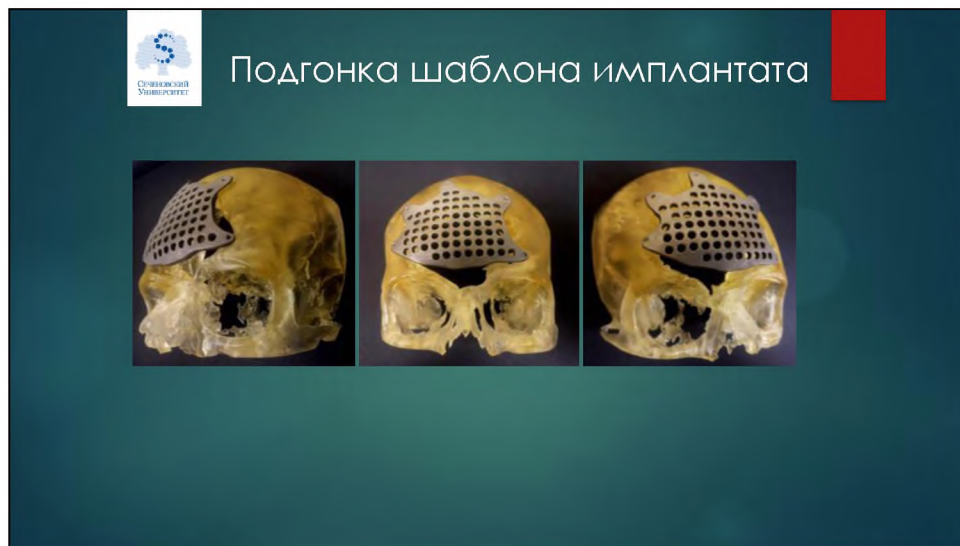 Подгонка шаблона имплантата
Сеченовский
Университет